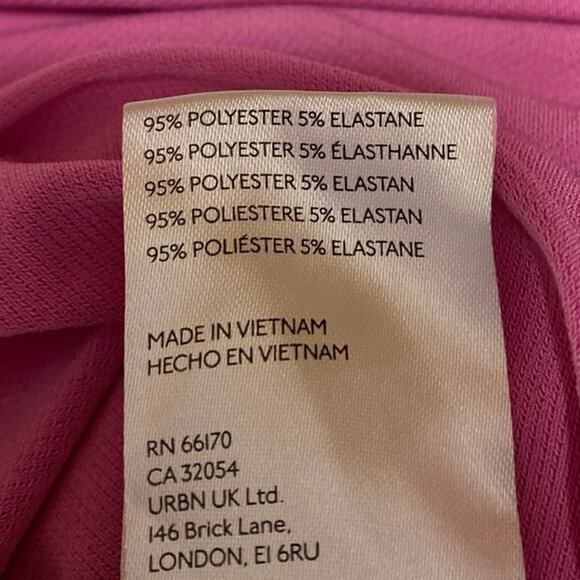 95% POLYESTER 5% ELASTANE
95% POLYESTER 5% ÉLASTHANNE
95% POLYESTER 5% ELASTAN
95% POLIESTERE 5% ELASTAN
95% POLIÉSTER 5% ELASTANE
MADE IN VIETNAM
HECHO EN VIETNAM
RN 66170
CA 32054
URBN UK Ltd.
146 Brick Lane,
LONDON, E1 6RU